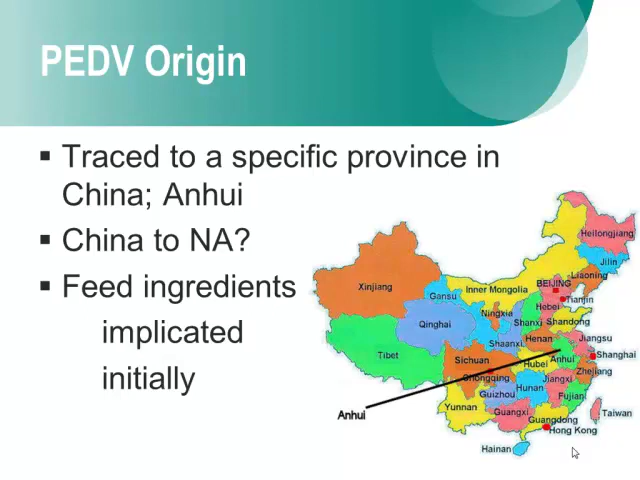 PEDV Origin
▪ Traced to a specific province in
China; Anhui
▪ China to NA?
▪ Feed ingredients
implicated
initially
Heilongjiang
Jilin
Liaoning
Xinjiang
Inner Mongolia
BEIJING
Gansu
Tianjin
Hebei
Ningxia
Qinghai
Shanxi
Shandong
Shaanxi
Henan
Jiangsu
Tibet
Sichuan
Hubei
Anhui
Shanghai
Chongqing
Zhejiang
Hunan
Jiangxi
Guizhou
Fujian
Yunnan
Guangxi
Guangdong
Taiwan
Anhui
Hong Kong
Hainan